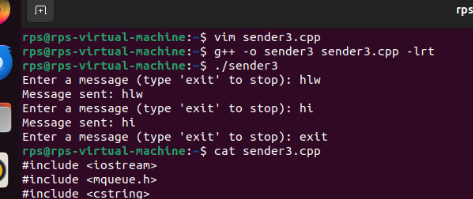 rps
rps@rps-virtual-machine:~$ vim sender3.cpp
rps@rps-virtual-machine:~$ g++ -o sender3 sender3.cpp -lrt
rps@rps-virtual-machine:~$ ./sender3
Enter a message (type 'exit' to stop): hlw
Message sent: hlw
Enter a message (type 'exit' to stop): hi
Message sent: hi
Enter a message (type 'exit' to stop): exit
rps@rps-virtual-machine:~$ cat sender3.cpp
#include <iostream>
#include <mqueue.h>
#include <cstring>